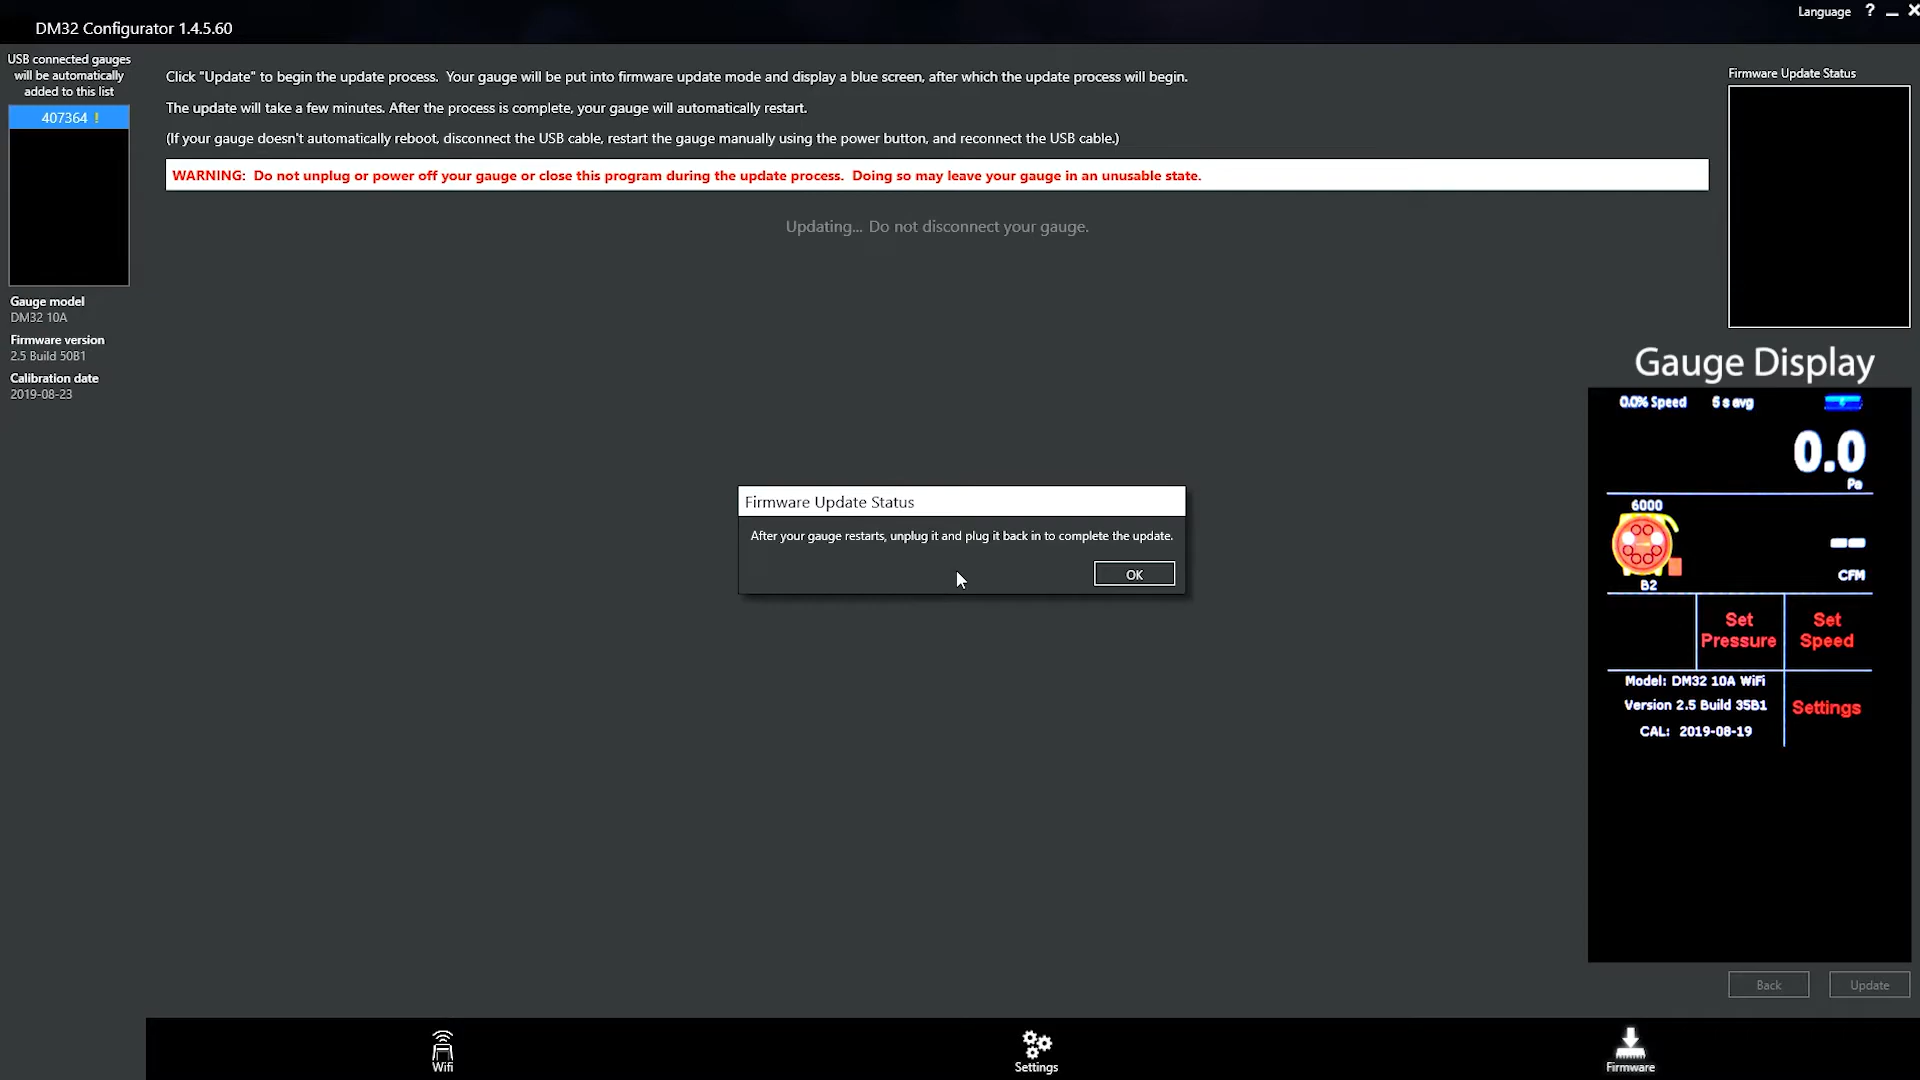 Language ?
DM32 Configurator 1.4.5.60
USB connected gauges
will be automatically
added to this list
407364 !
Gauge model
DM32 10A
Firmware version
2.5 Build 50B1
Calibration date
2019-08-23
Click "Update" to begin the update process. Your gauge will be put into firmware update mode and display a blue screen, after which the update process will begin.
The update will take a few minutes. After the process is complete, your gauge will automatically restart.
(If your gauge doesn't automatically reboot, disconnect the USB cable, restart the gauge manually using the power button, and reconnect the USB cable.)
WARNING: Do not unplug or power off your gauge or close this program during the update process. Doing so may leave your gauge in an unusable state.
Updating... Do not disconnect your gauge.
Firmware Update Status
After your gauge restarts, unplug it and plug it back in to complete the update.
OK
Firmware Update Status
Gauge Display
0.0% Speed 5 s avg
0.0
Pa
6000
B2
--
CFM
Set
Pressure
Set
Speed
Model: DM32 10A WiFi
Version 2.5 Build 35B1
CAL: 2019-08-19
Settings
Back
Update
Wifi
Settings
Firmware